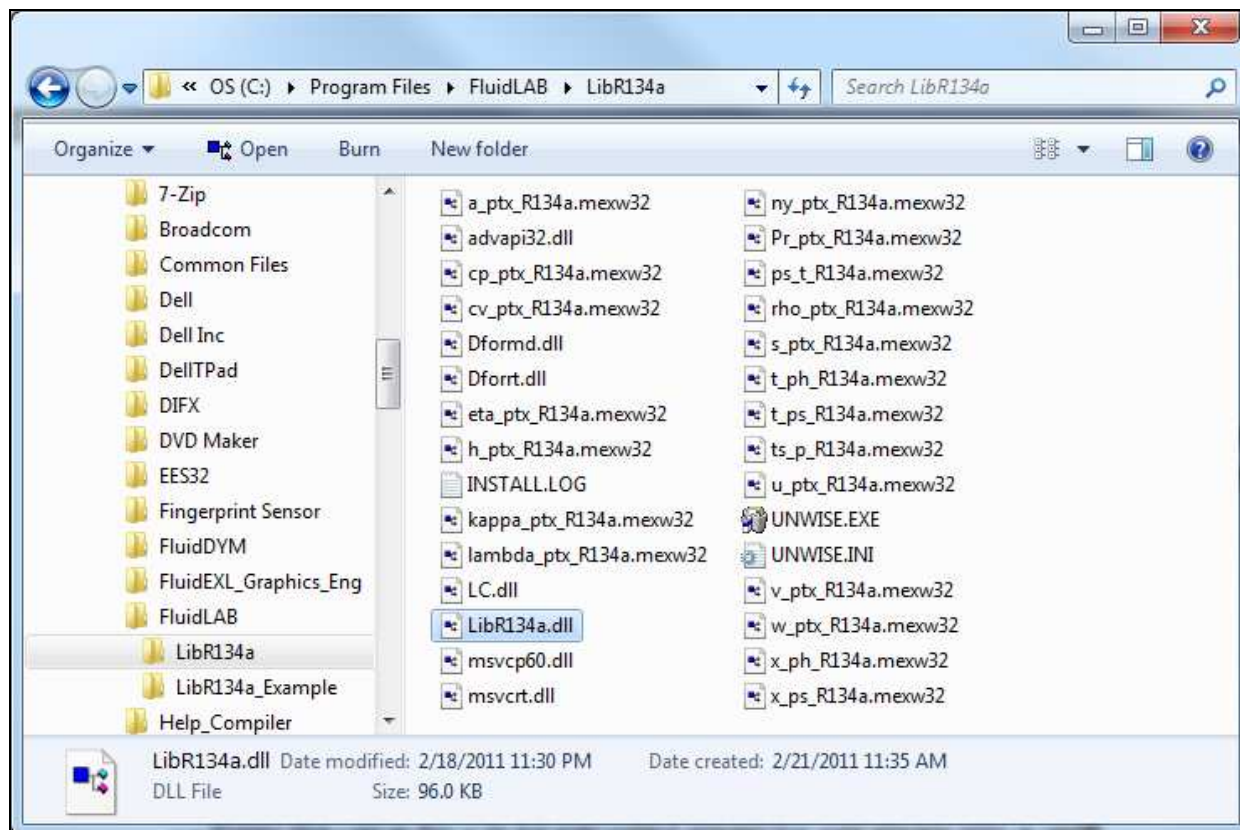 « OS (C:) ▸ Program Files ▸ FluidLAB ▸ LibR134a
Search LibR134a
Organize
Open
Burn
New folder
7-Zip
Broadcom
Common Files
Dell
Dell Inc
DellTPad
DIFX
DVD Maker
EES32
Fingerprint Sensor
FluidDYM
FluidEXL_Graphics_Eng
FluidLAB
LibR134a
LibR134a_Example
Help_Compiler
a_ptx_R134a.mexw32
advapi32.dll
cp_ptx_R134a.mexw32
cv_ptx_R134a.mexw32
Dformd.dll
Dforrt.dll
eta_ptx_R134a.mexw32
h_ptx_R134a.mexw32
INSTALL.LOG
kappa_ptx_R134a.mexw32
lambda_ptx_R134a.mexw32
LC.dll
LibR134a.dll
msvcp60.dll
msvcrt.dll
ny_ptx_R134a.mexw32
Pr_ptx_R134a.mexw32
ps_t_R134a.mexw32
rho_ptx_R134a.mexw32
s_ptx_R134a.mexw32
t_ph_R134a.mexw32
t_ps_R134a.mexw32
ts_p_R134a.mexw32
u_ptx_R134a.mexw32
UNWISE.EXE
UNWISE.INI
v_ptx_R134a.mexw32
w_ptx_R134a.mexw32
x_ph_R134a.mexw32
x_ps_R134a.mexw32
LibR134a.dll Date modified: 2/18/2011 11:30 PM Date created: 2/21/2011 11:35 AM
DLL File Size: 96.0 KB